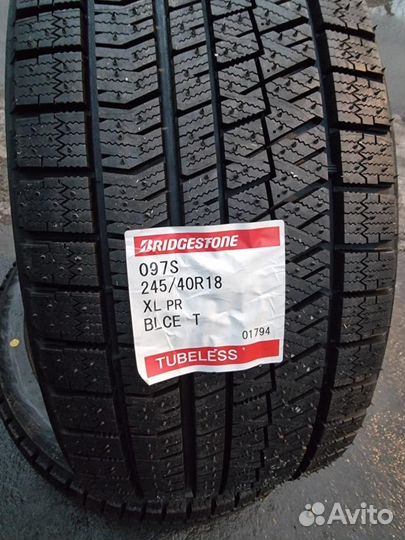 BRIDGESTONE
097S
245/40R18
XL PR
BLCE T
01794
TUBELESS
Avito